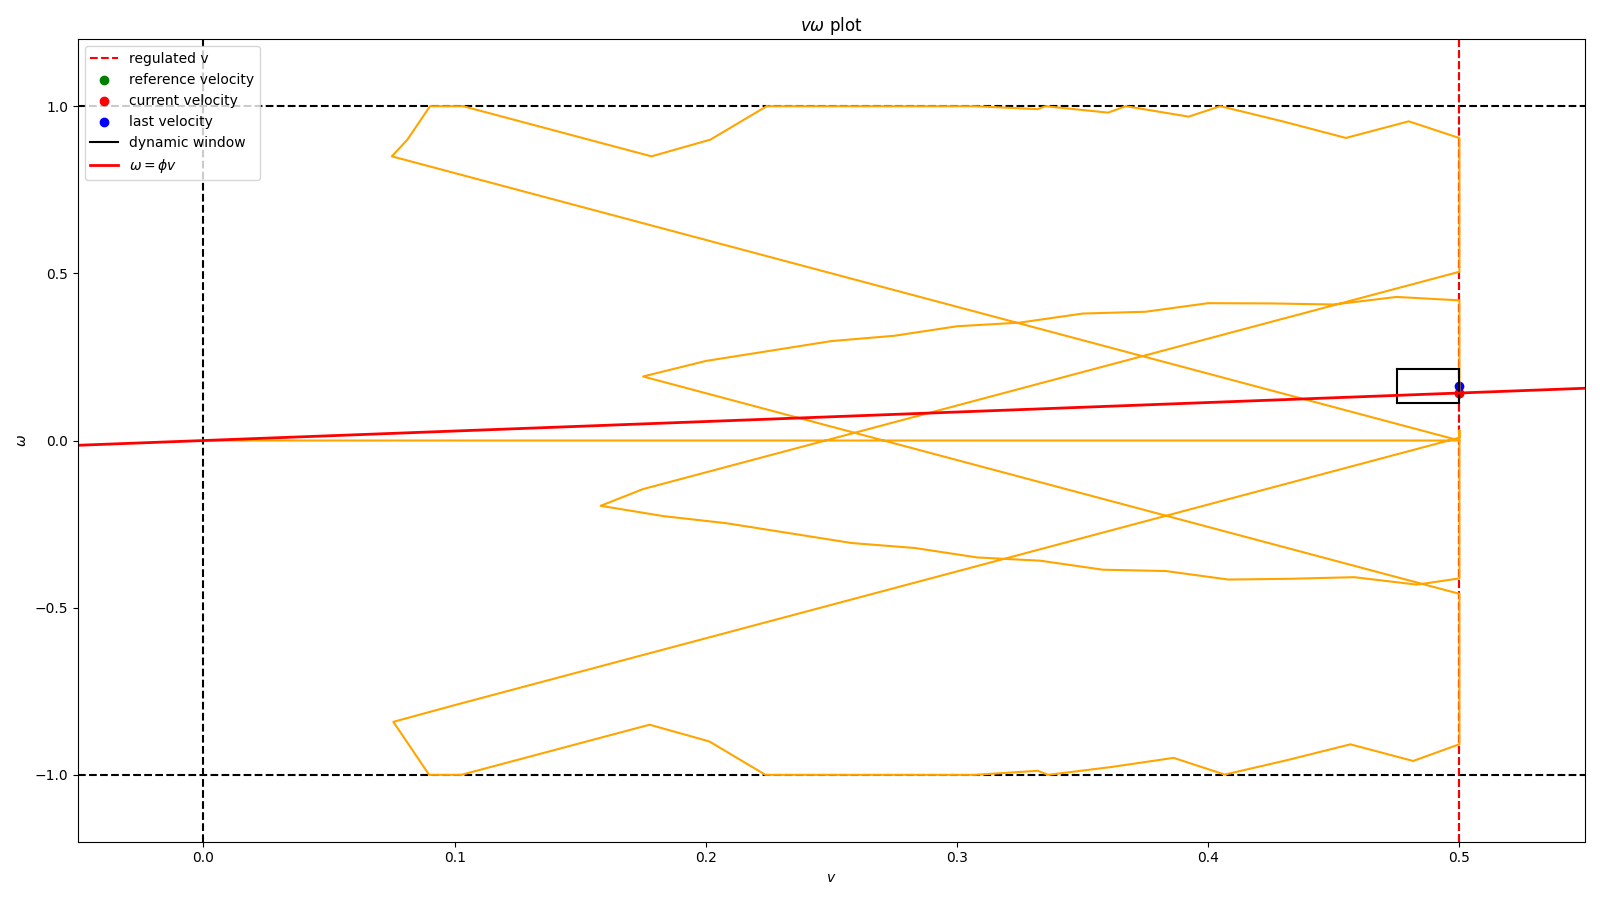 vω plot
regulated v
reference velocity
current velocity
last velocity
dynamic window
ω = ϕv
1.0
0.5
0.0
−0.5
−1.0
ω
0.0 0.1 0.2 0.3 0.4 0.5
v